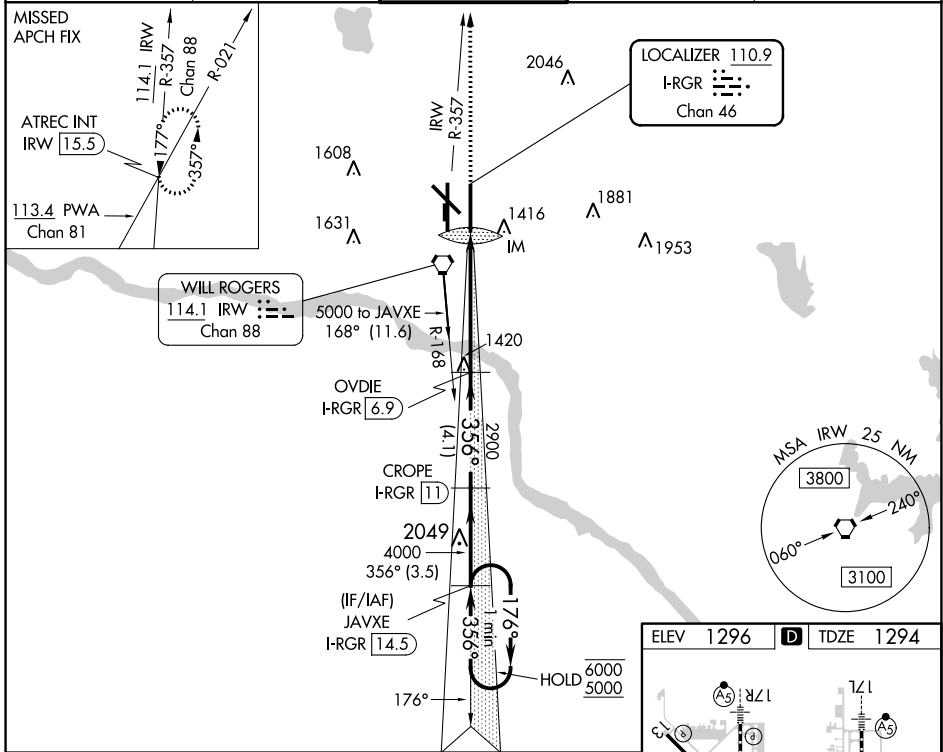 MISSED
APCH FIX
114.1 IRW
R-357
Chan 88
R-021
ATREC INT
IRW 15.5
177°
357°
113.4 PWA
Chan 81
IRW
R-357
2046
LOCALIZER 110.9
I-RGR
Chan 46
1608
1631
1416
IM
1881
1953
WILL ROGERS
114.1 IRW
Chan 88
5000 to JAVXE
168° (11.6)
R-168
1420
OVDIE
I-RGR 6.9
356°
(4.1)
2900
CROPE
I-RGR 11
2049
4000
356° (3.5)
(IF/IAF)
JAVXE
I-RGR 14.5
356°
1 min
176°
HOLD 6000
5000
176°
MSA IRW 25 NM
3800
240°
060°
3100
ELEV 1296 D TDZE 1294
A5
17R
17L
A5
13
P
P